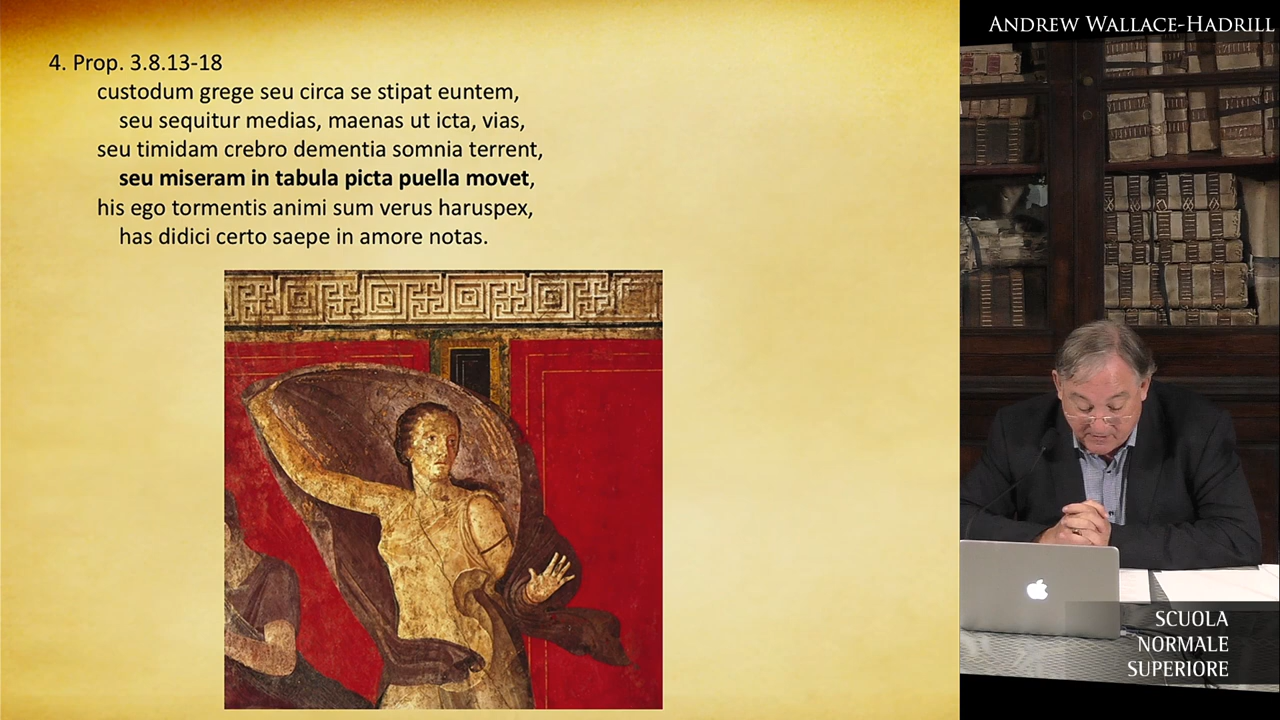 4. Prop. 3.8.13-18
custodum grege seu circa se stipat euntem,
seu sequitur medias, maenas ut icta, vias,
seu timidam crebro dementia somnia terrent,
seu miseram in tabula picta puella movet,
his ego tormentis animi sum verus haruspex,
has didici certo saepe in amore notas.
ANDREW WALLACE-HADRILL
SCUOLA
NORMALE
SUPERIORE